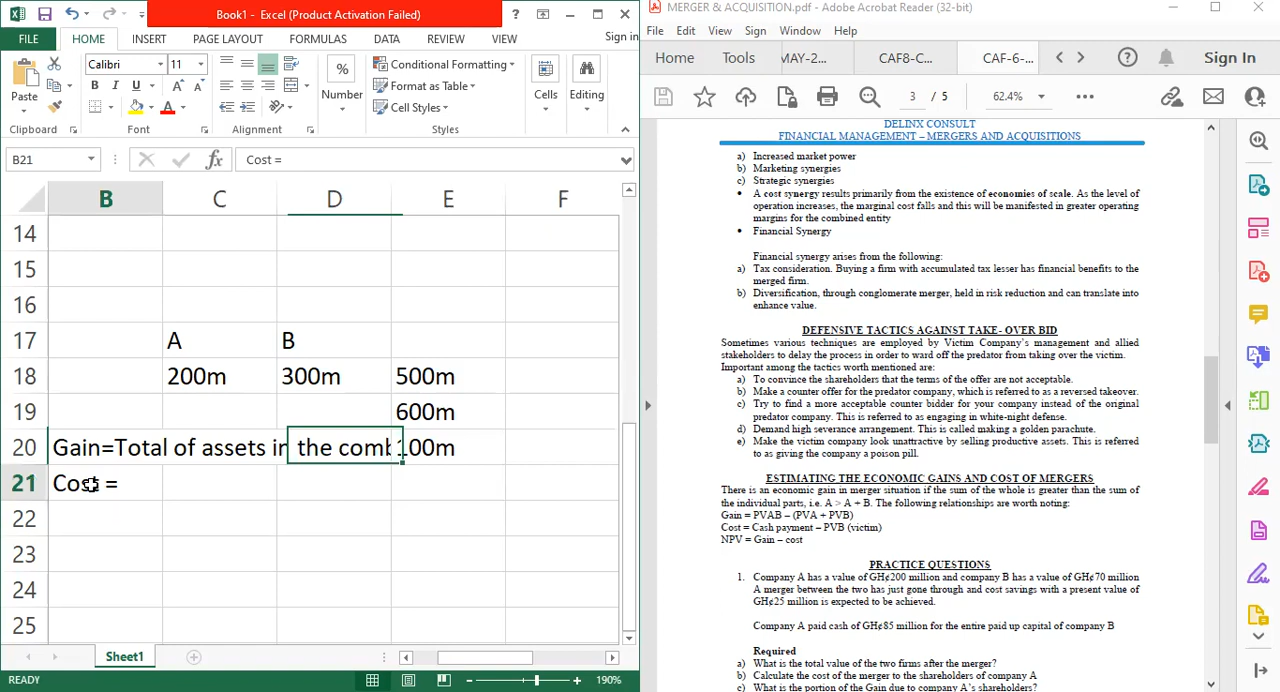 Book1 - Excel (Product Activation Failed)
FILE HOME INSERT PAGE LAYOUT FORMULAS DATA REVIEW VIEW Sign in
Calibri 11
Paste B I U A A A % Number Conditional Formatting Format as Table Cell Styles Cells Editing
Clipboard Font Alignment Styles
B21 fx Cost =
B C D E F
14
15
16
17 A B
18 200m 300m 500m
19 600m
20 Gain=Total of assets in the comb 100m
21 Cost =
22
23
24
25
Sheet1
READY 190%
MERGER & ACQUISITION.pdf - Adobe Acrobat Reader (32-bit)
File Edit View Sign Window Help
Home Tools MAY-2... CAF8-C... CAF-6-... Sign In
3 / 5 62.4%
DELINX CONSULT
FINANCIAL MANAGEMENT – MERGERS AND ACQUISITIONS
a) Increased market power
b) Marketing synergies
c) Strategic synergies
• A cost synergy results primarily from the existence of economies of scale. As the level of
operation increases, the marginal cost falls and this will be manifested in greater operating
margins for the combined entity
• Financial Synergy
Financial synergy arises from the following:
a) Tax consideration. Buying a firm with accumulated tax lesser has financial benefits to the
merged firm.
b) Diversification, through conglomerate merger, held in risk reduction and can translate into
enhance value.
DEFENSIVE TACTICS AGAINST TAKE- OVER BID
Sometimes various techniques are employed by Victim Company's management and allied
stakeholders to delay the process in order to ward off the predator from taking over the victim.
Important among the tactics worth mentioned are:
a) To convince the shareholders that the terms of the offer are not acceptable.
b) Make a counter offer for the predator company, which is referred to as a reversed takeover.
c) Try to find a more acceptable counter bidder for your company instead of the original
predator company. This is referred to as engaging in white-night defense.
d) Demand high severance arrangement. This is called making a golden parachute.
e) Make the victim company look unattractive by selling productive assets. This is referred
to as giving the company a poison pill.
ESTIMATING THE ECONOMIC GAINS AND COST OF MERGERS
There is an economic gain in merger situation if the sum of the whole is greater than the sum of
the individual parts, i.e. A > A + B. The following relationships are worth noting:
Gain = PVAB – (PVA + PVB)
Cost = Cash payment – PVB (victim)
NPV = Gain – cost
PRACTICE QUESTIONS
1. Company A has a value of GH¢200 million and company B has a value of GH¢70 million
A merger between the two has just gone through and cost savings with a present value of
GH¢25 million is expected to be achieved.
Company A paid cash of GH¢85 million for the entire paid up capital of company B
Required
a) What is the total value of the two firms after the merger?
b) Calculate the cost of the merger to the shareholders of company A
c) What is the portion of the Gain due to company A's shareholders?